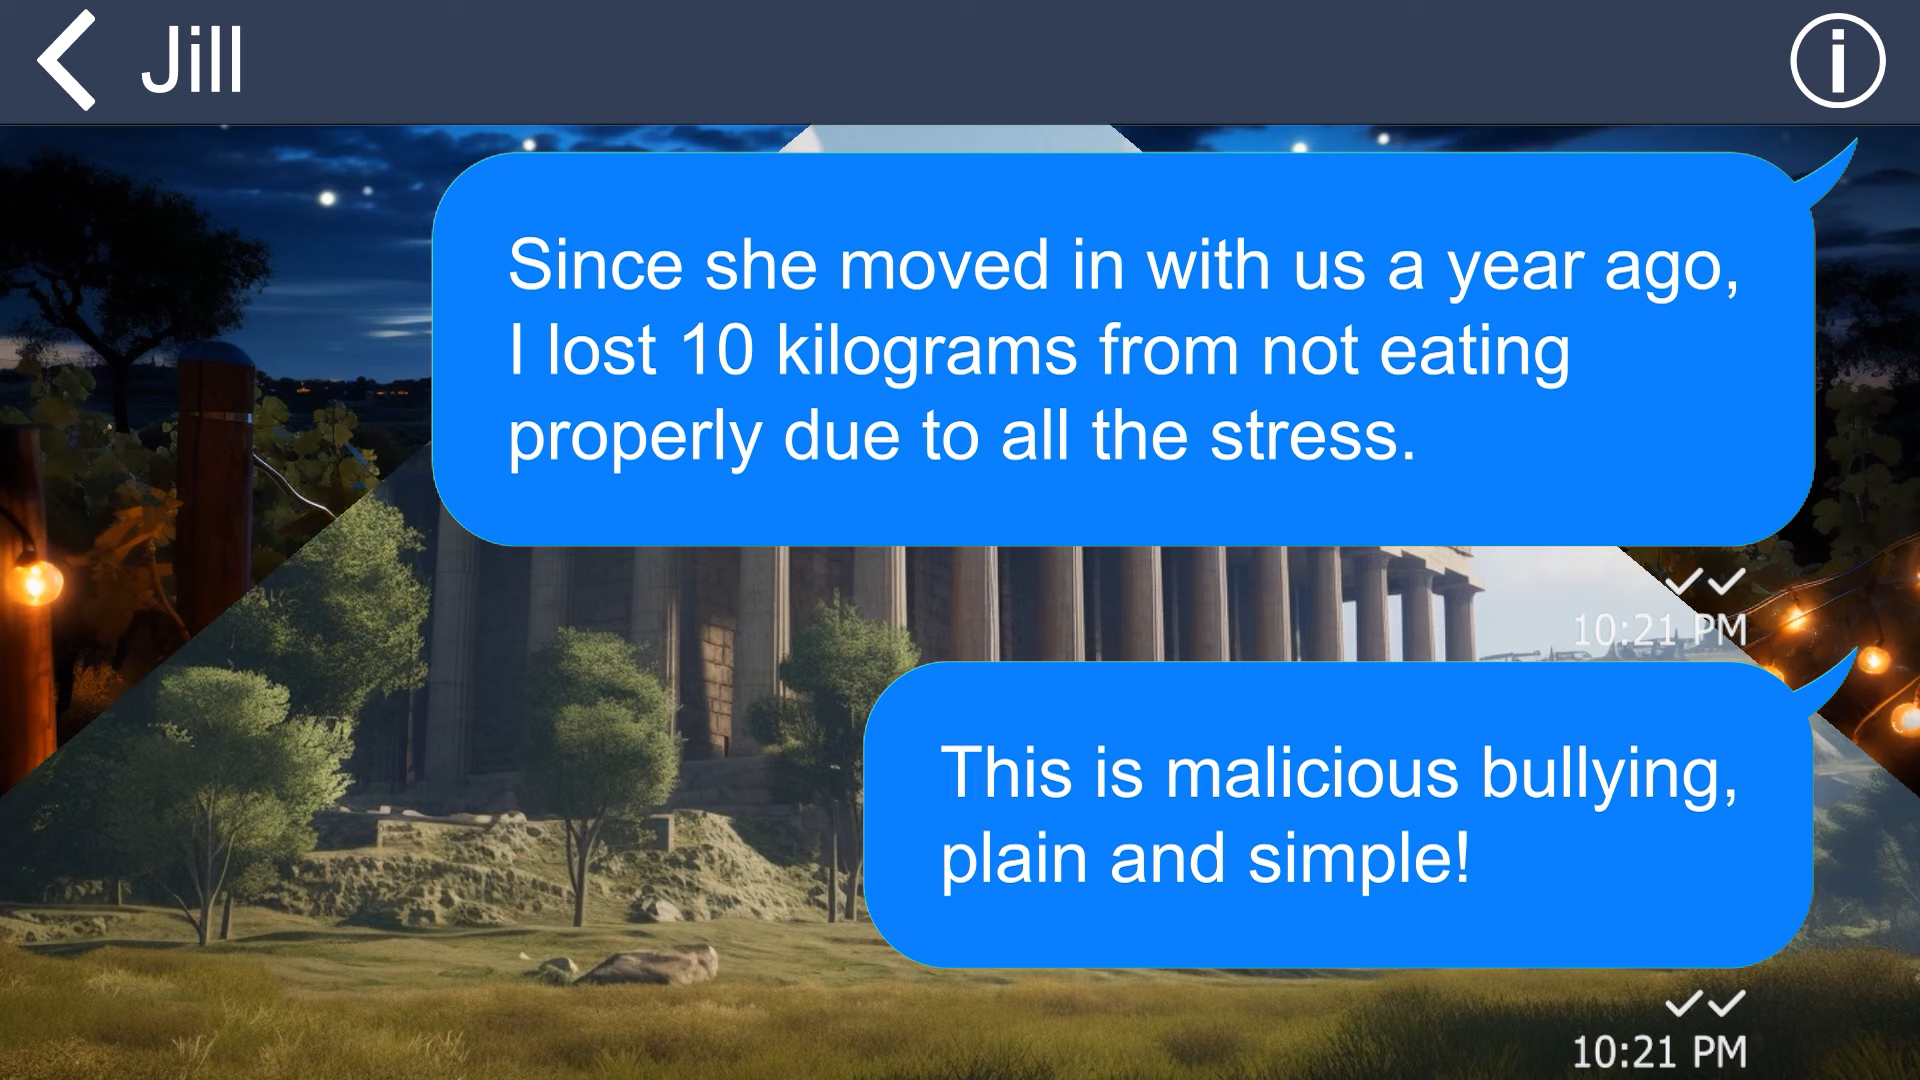 Jill
Since she moved in with us a year ago,
I lost 10 kilograms from not eating
properly due to all the stress.
10:21 PM
This is malicious bullying,
plain and simple!
10:21 PM